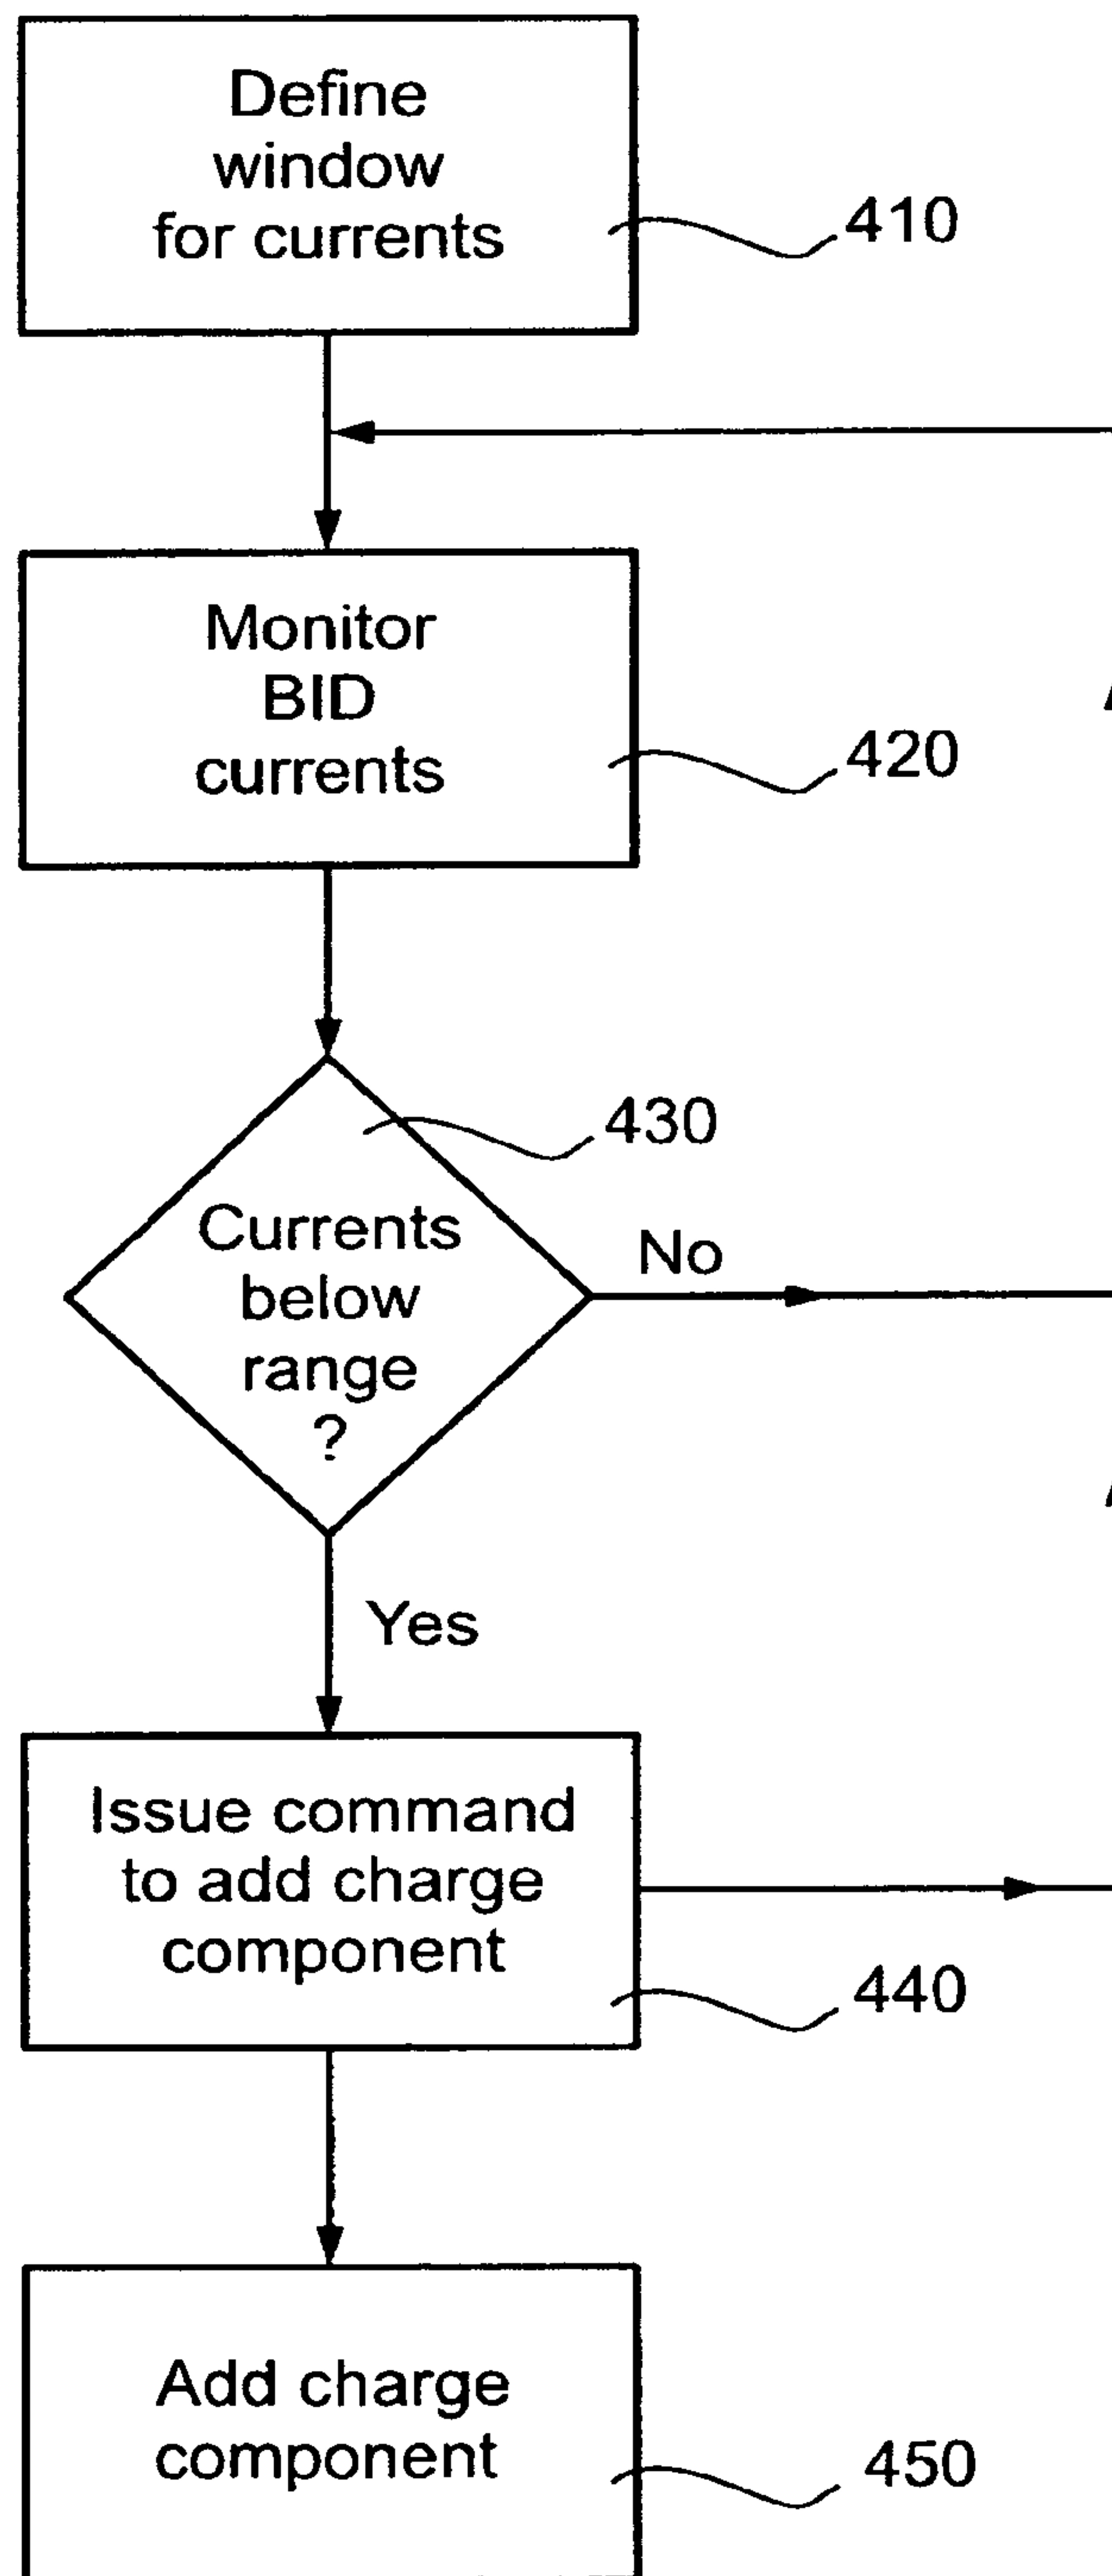 Define
window
for currents
410
Monitor
BID
currents
420
430
Currents
below
range
?
No
Yes
Issue command
to add charge
component
440
Add charge
component
450